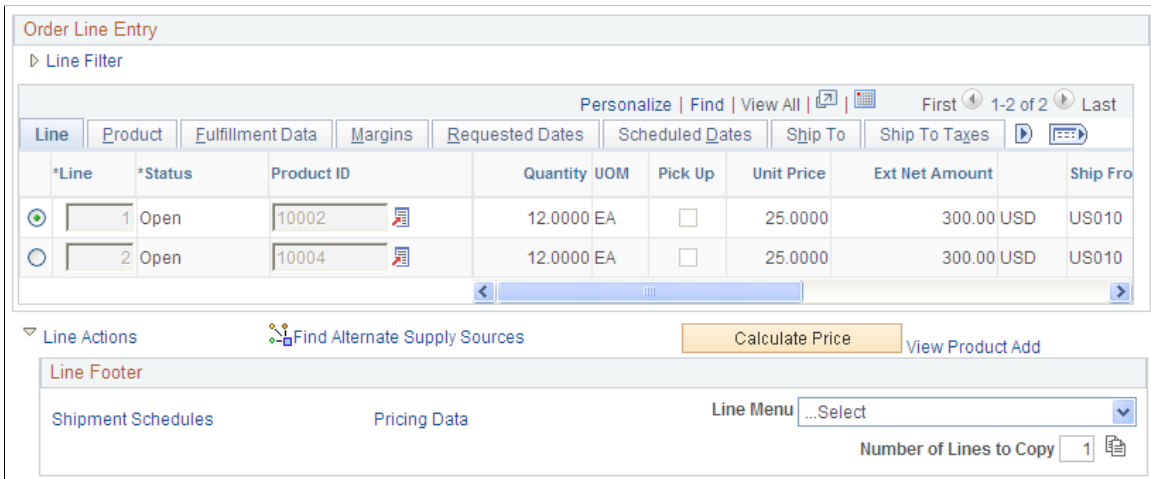 Order Line Entry
Line Filter
Personalize | Find | View All | | First 1-2 of 2 Last
Line Product Fulfillment Data Margins Requested Dates Scheduled Dates Ship To Ship To Taxes
*Line *Status Product ID Quantity UOM Pick Up Unit Price Ext Net Amount Ship Fro
1 Open 10002 12.0000 EA 25.0000 300.00 USD US010
2 Open 10004 12.0000 EA 25.0000 300.00 USD US010
Line Actions Find Alternate Supply Sources Calculate Price View Product Add
Line Footer
Shipment Schedules Pricing Data Line Menu ...Select
Number of Lines to Copy 1